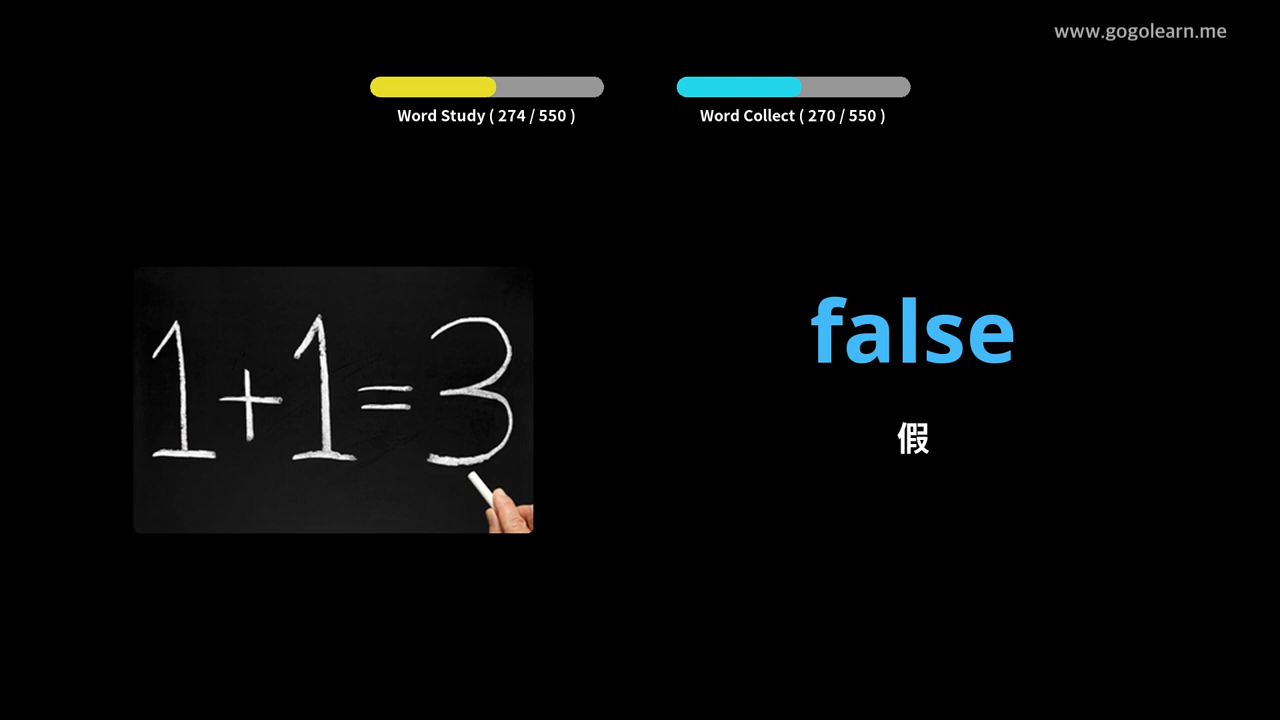 www.gogolearn.me
Word Study ( 274 / 550 )
Word Collect ( 270 / 550 )
1+1=3
false
假